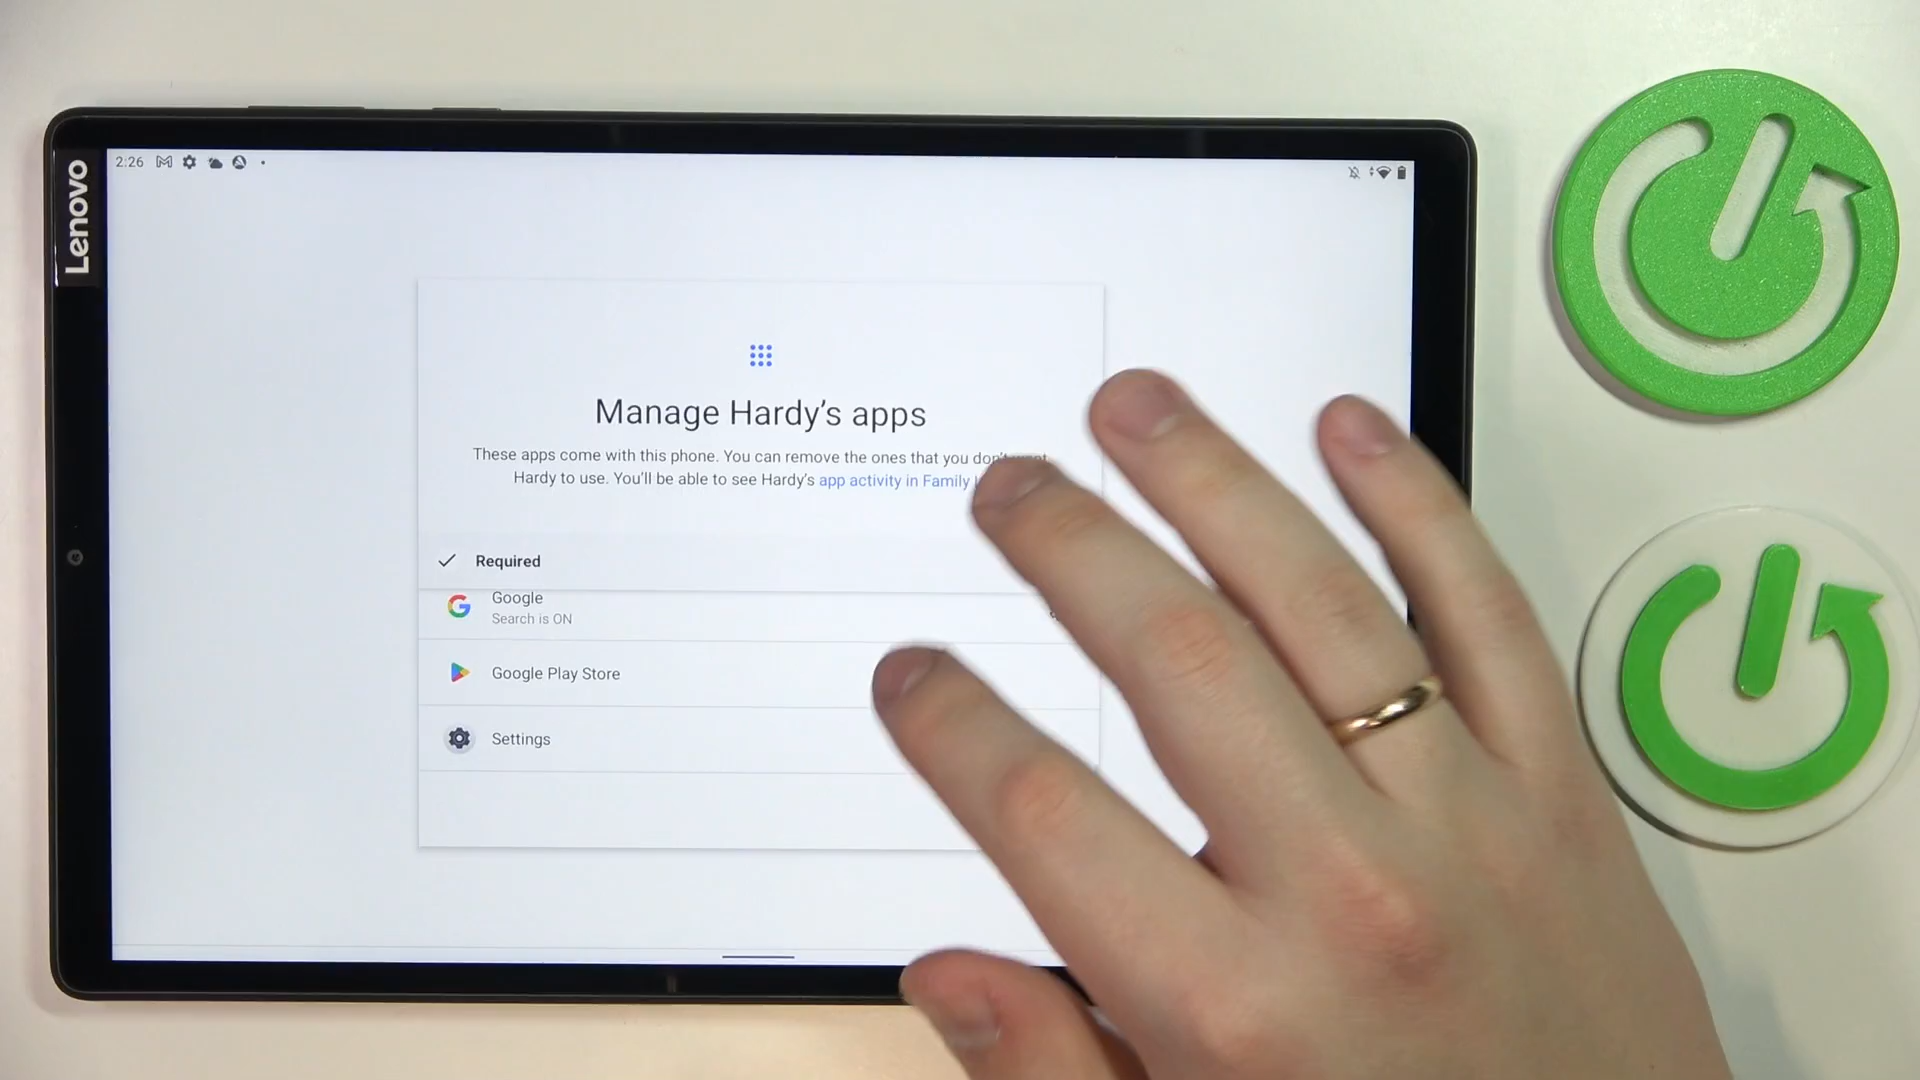 Lenovo
2:26
Manage Hardy's apps
These apps come with this phone. You can remove the ones that you don't want
Hardy to use. You'll be able to see Hardy's app activity in Family
Required
Google
Search is ON
Google Play Store
Settings